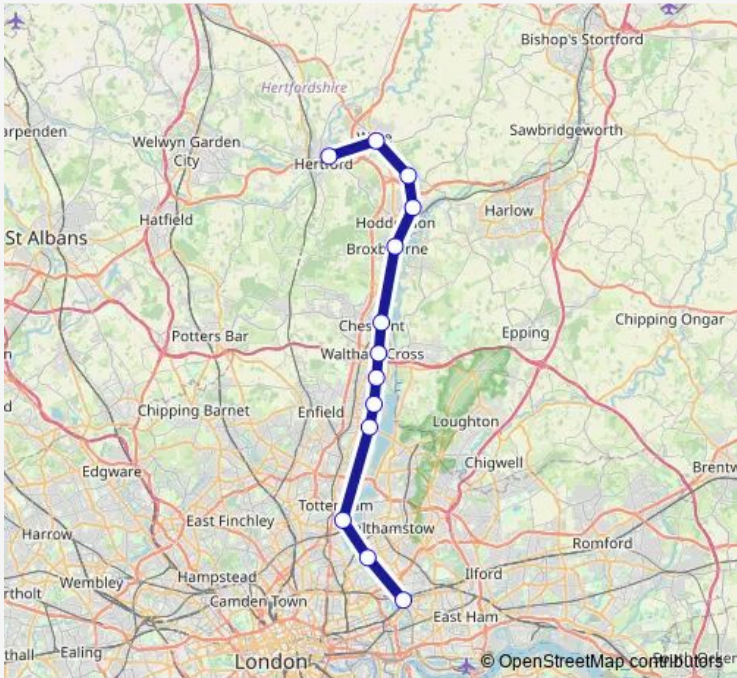 Bishop's Stortford
Hertfordshire
arpenden
Welwyn Garden
City
Sawbridgeworth
Hertford
Harlow
Hatfield
St Albans
Broxbourne
Chipping Ongar
Epping
Potters Bar
Waltham Cross
Chipping Barnet
Enfield
Loughton
Chigwell
Edgware
Brentw
Tottenham
East Finchley
althamstow
Harrow
Romford
Hampstead
Ilford
Wembley
Camden Town
rtholt
East Ham
thall
Ealing
London
© OpenStreetMap contributors